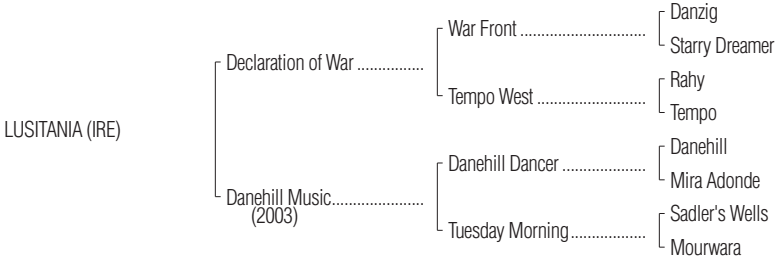 Danzig
War Front ..............................
Starry Dreamer
Declaration of War ................
Rahy
Tempo West ..........................
Tempo
LUSITANIA (IRE)
Danehill
Danehill Dancer ....................
Mira Adonde
Danehill Music......................
(2003)
Sadler's Wells
Tuesday Morning..................
Mourwara